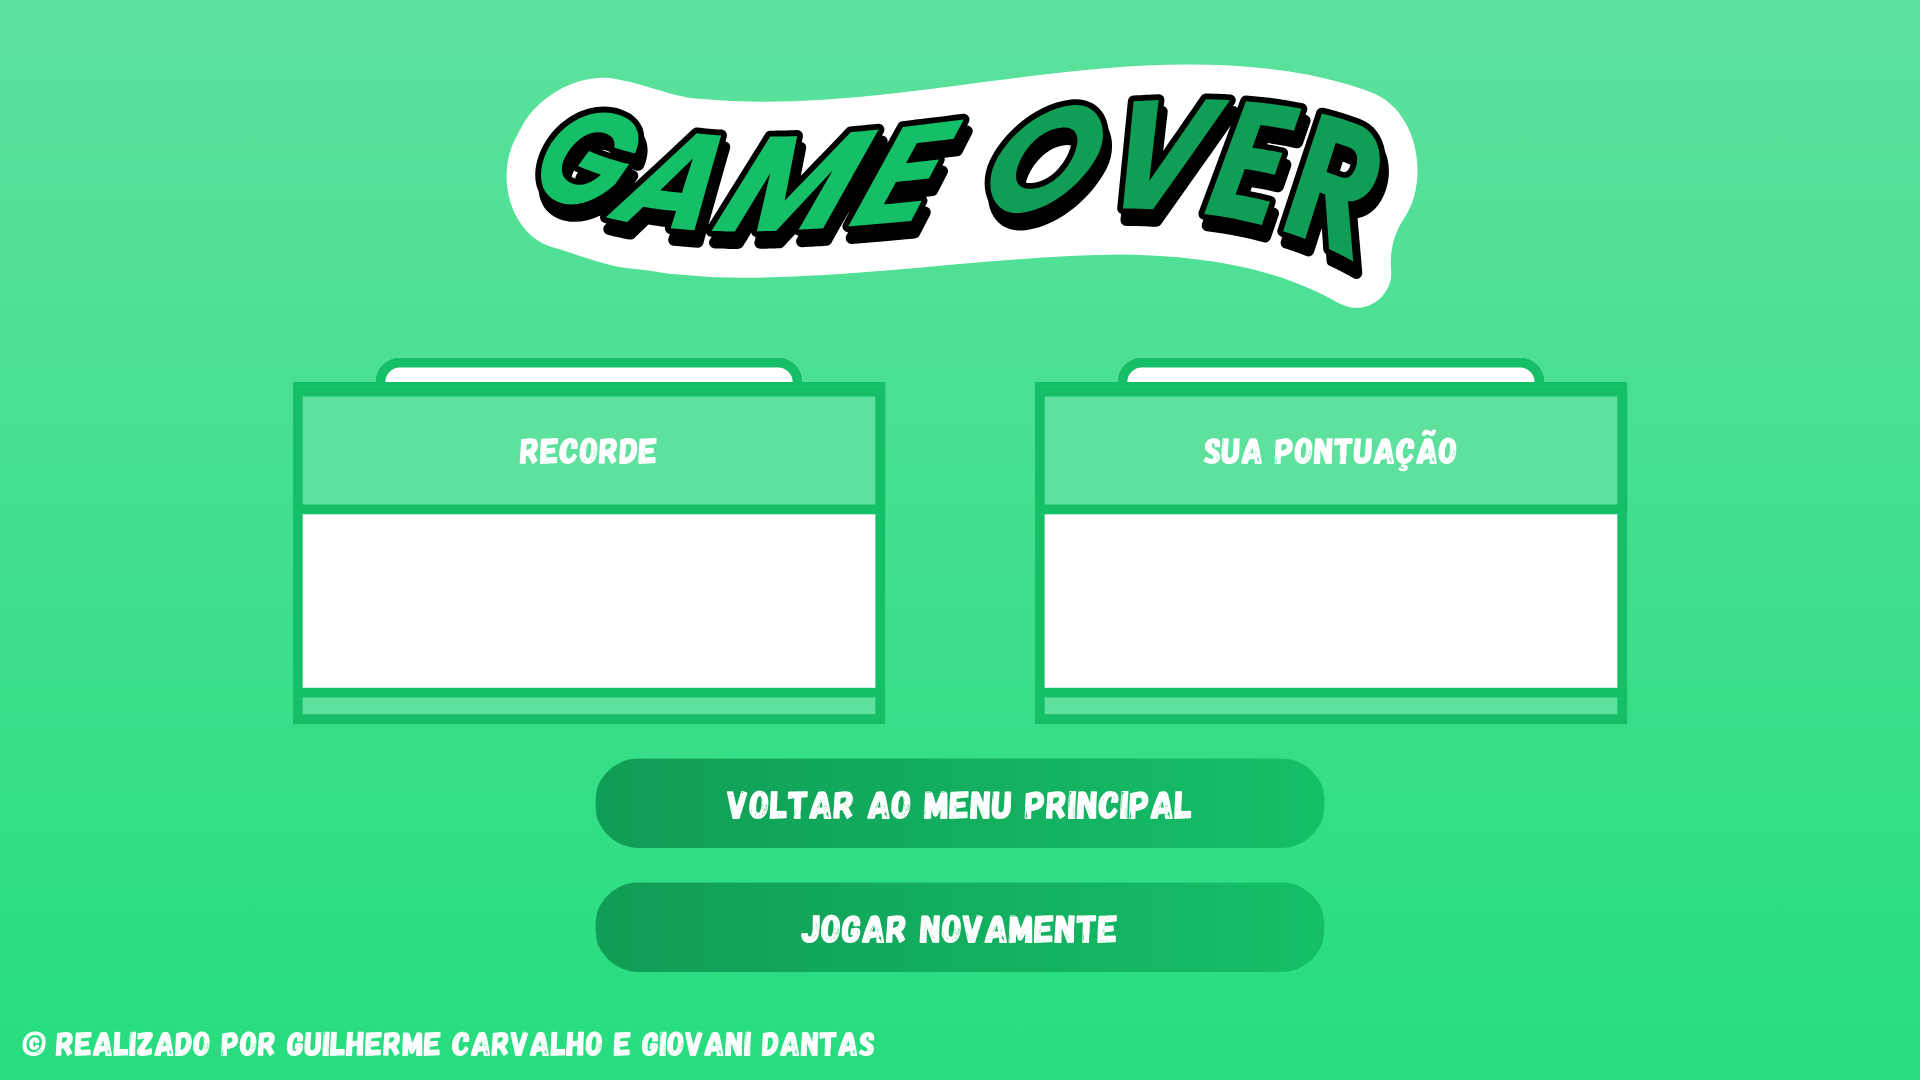 GAME OVER
RECORDE
SUA PONTUAÇÃO
VOLTAR AO MENU PRINCIPAL
JOGAR NOVAMENTE
© REALIZADO POR GUILHERME CARVALHO E GIOVANI DANTAS